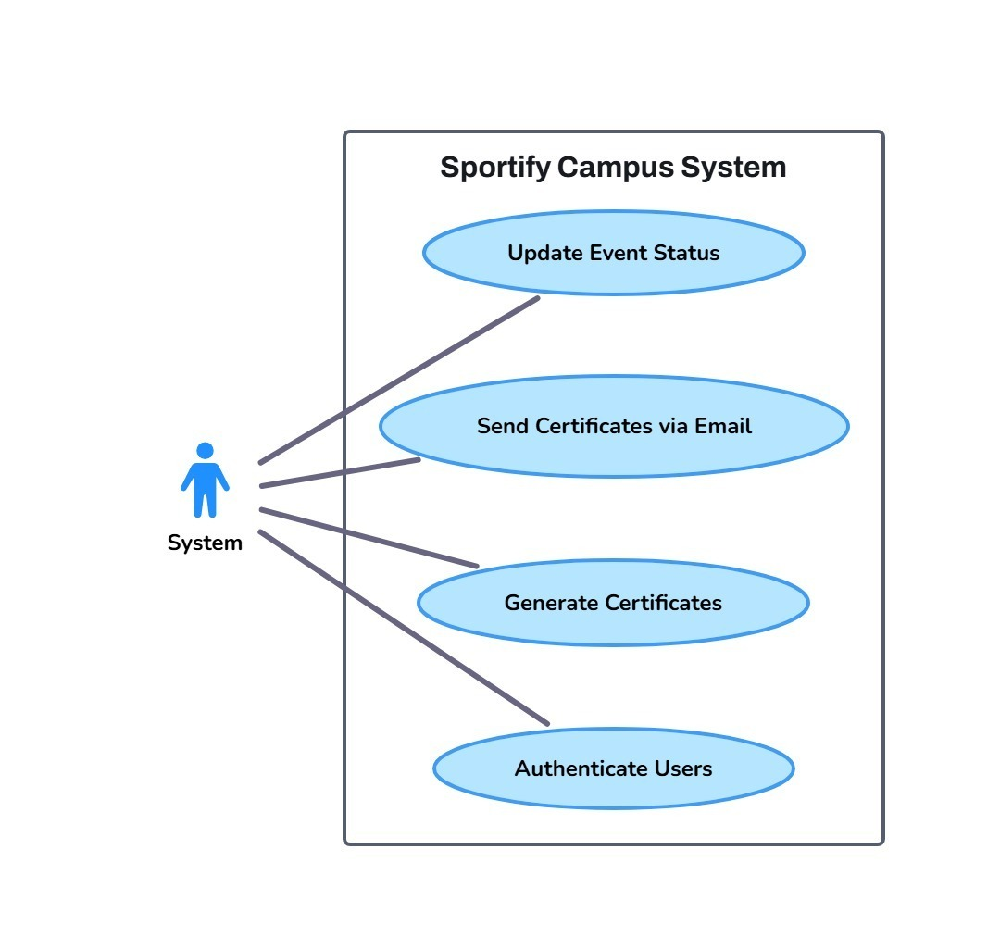 Sportify Campus System
Update Event Status
Send Certificates via Email
System
Generate Certificates
Authenticate Users